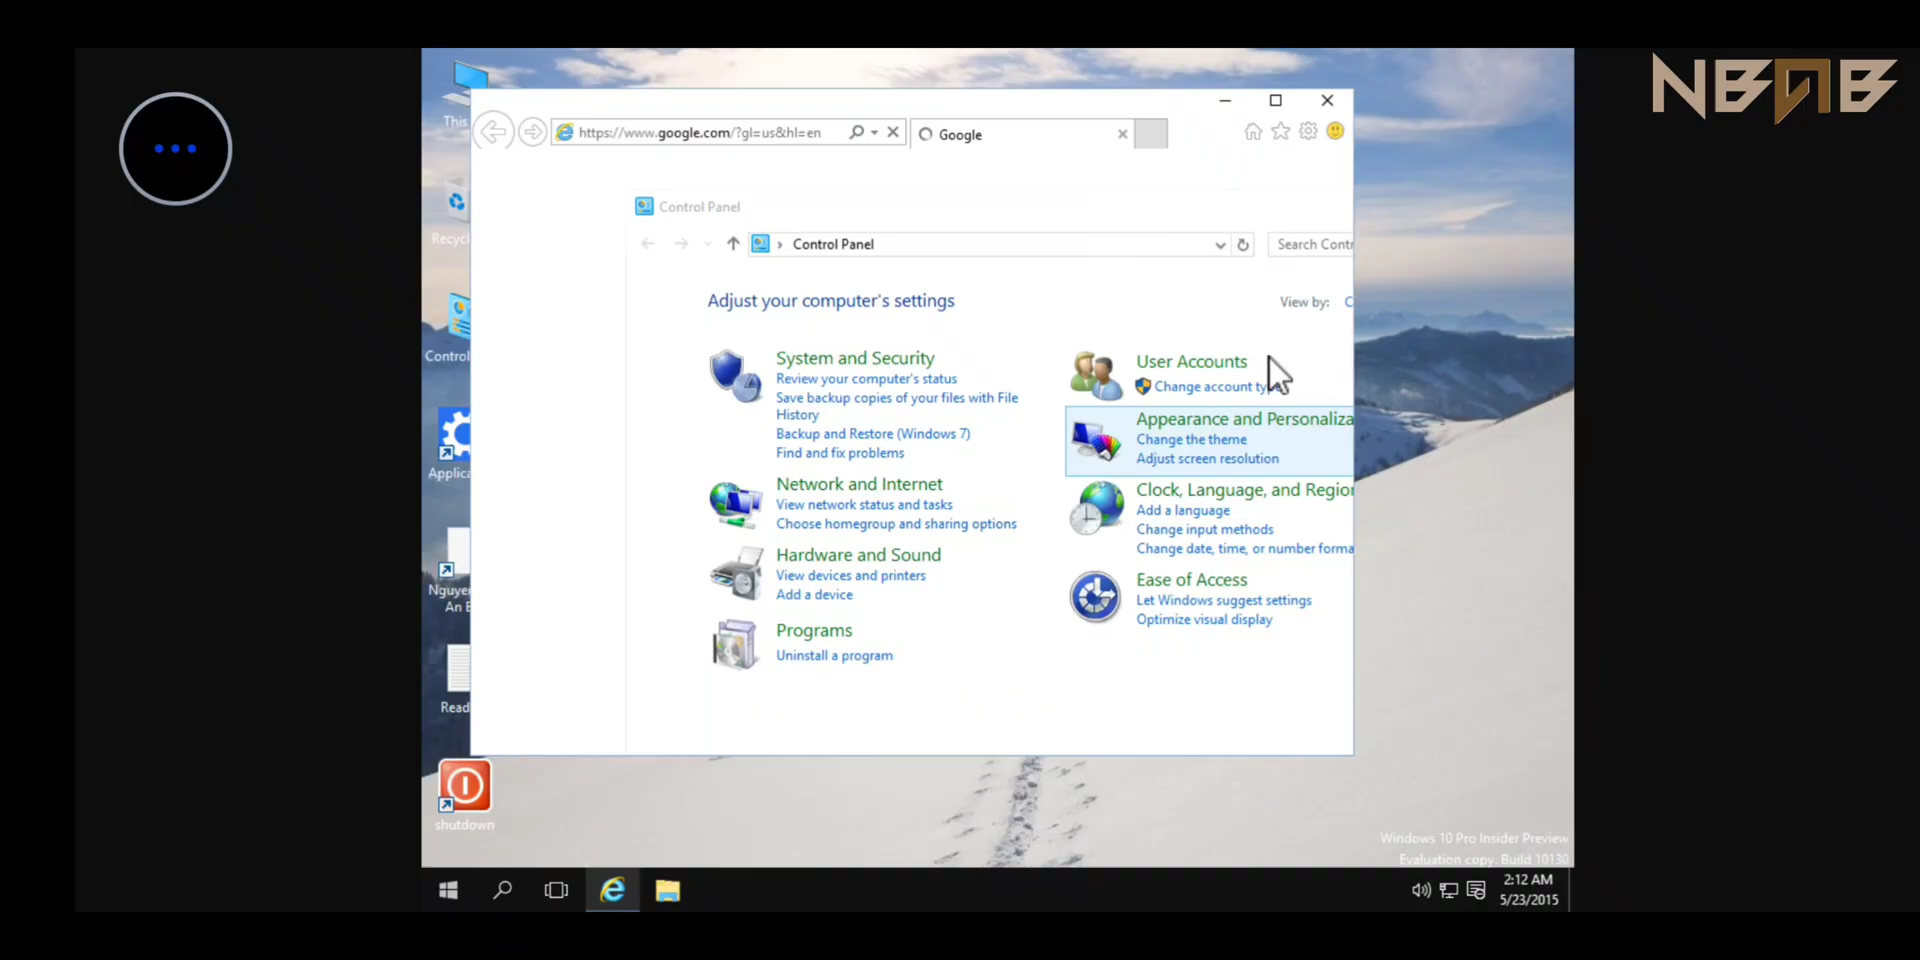 NBAB
This
https://www.google.com/?gl=us&hl=en
Google
Recycl
Control Panel
Control Panel
Search Contr
Adjust your computer's settings
View by:
System and Security
Review your computer's status
Save backup copies of your files with File
History
Backup and Restore (Windows 7)
Find and fix problems
Network and Internet
View network status and tasks
Choose homegroup and sharing options
Hardware and Sound
View devices and printers
Add a device
Programs
Uninstall a program
User Accounts
Change account typ
Appearance and Personaliza
Change the theme
Adjust screen resolution
Clock, Language, and Region
Add a language
Change input methods
Change date, time, or number forma
Ease of Access
Let Windows suggest settings
Optimize visual display
Control
Applica
Nguye
An
Read
shutdown
Windows 10 Pro Insider Preview
Evaluation copy. Build 10130
2:12 AM
5/23/2015